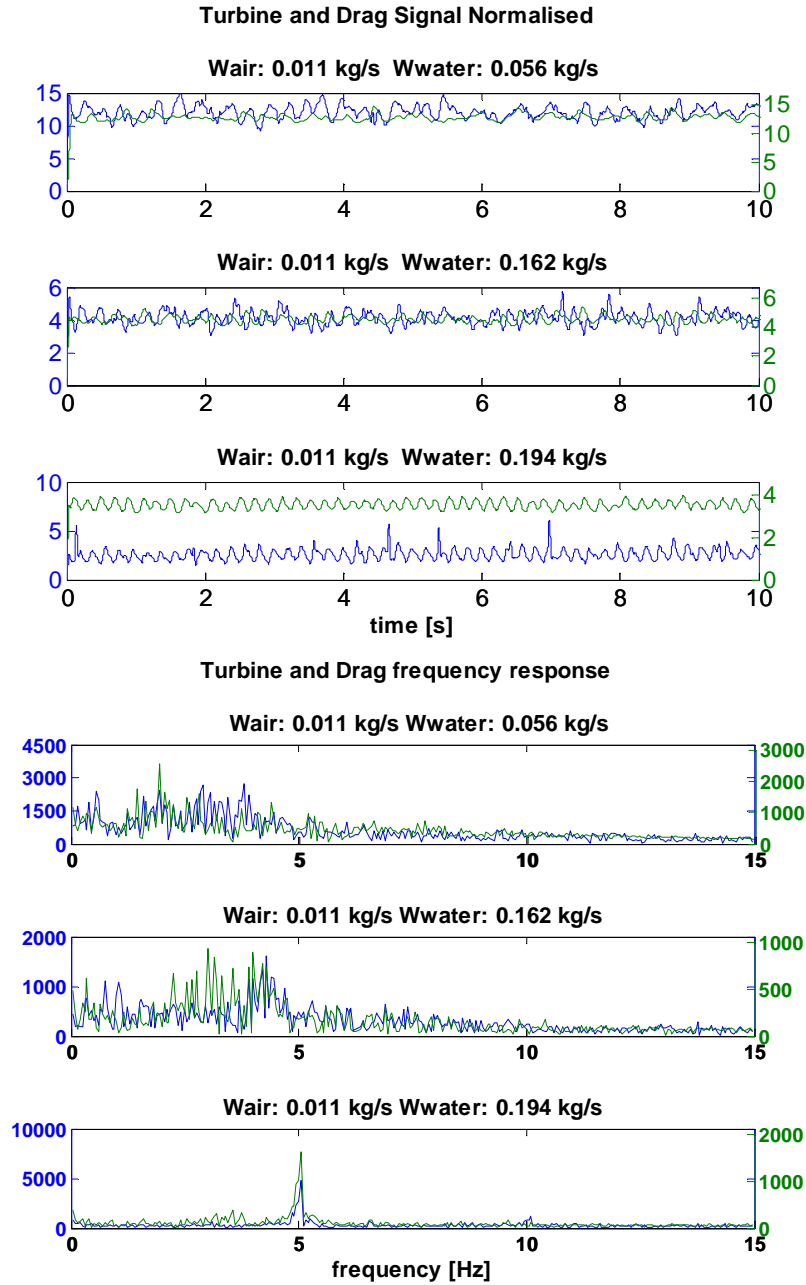 Turbine and Drag Signal Normalised
Wair: 0.011 kg/s Wwater: 0.056 kg/s
15
10
5
0
15
10
5
0
0 2 4 6 8 10
Wair: 0.011 kg/s Wwater: 0.162 kg/s
6
4
2
0
6
4
2
0
0 2 4 6 8 10
Wair: 0.011 kg/s Wwater: 0.194 kg/s
10
5
0
4
2
0
0 2 4 6 8 10
time [s]
Turbine and Drag frequency response
Wair: 0.011 kg/s Wwater: 0.056 kg/s
4500
3000
1500
0
3000
2000
1000
0
0 5 10 15
Wair: 0.011 kg/s Wwater: 0.162 kg/s
2000
1000
0
1000
500
0
0 5 10 15
Wair: 0.011 kg/s Wwater: 0.194 kg/s
10000
5000
0
2000
1000
0
0 5 10 15
frequency [Hz]